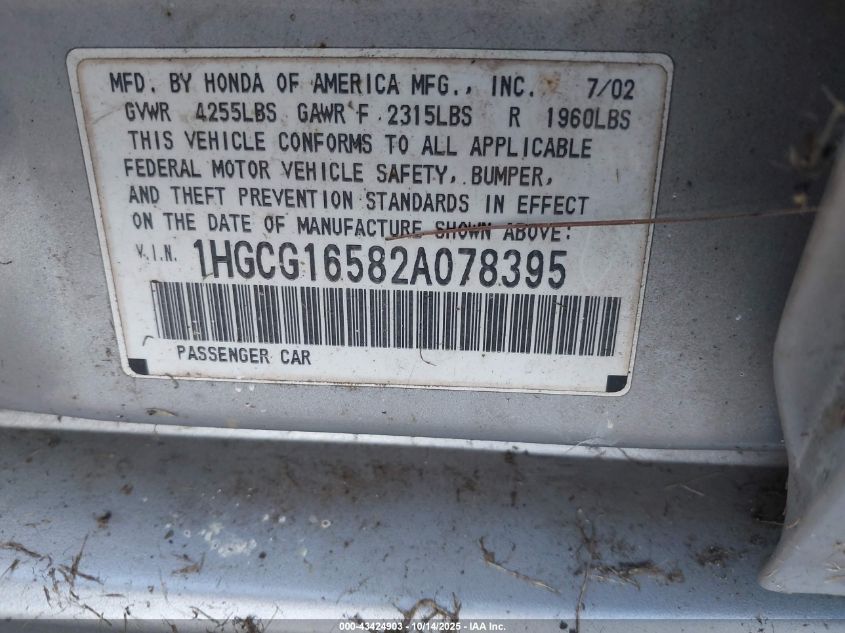 MFD. BY HONDA OF AMERICA MFG., INC. 7/02
GVWR 4255LBS GAWR F 2315LBS R 1960LBS
THIS VEHICLE CONFORMS TO ALL APPLICABLE
FEDERAL MOTOR VEHICLE SAFETY, BUMPER,
AND THEFT PREVENTION STANDARDS IN EFFECT
ON THE DATE OF MANUFACTURE SHOWN ABOVE:
V.I.N. 1HGCG16582A078395
PASSENGER CAR
000-43424903 - 10/14/2025 - IAA Inc.